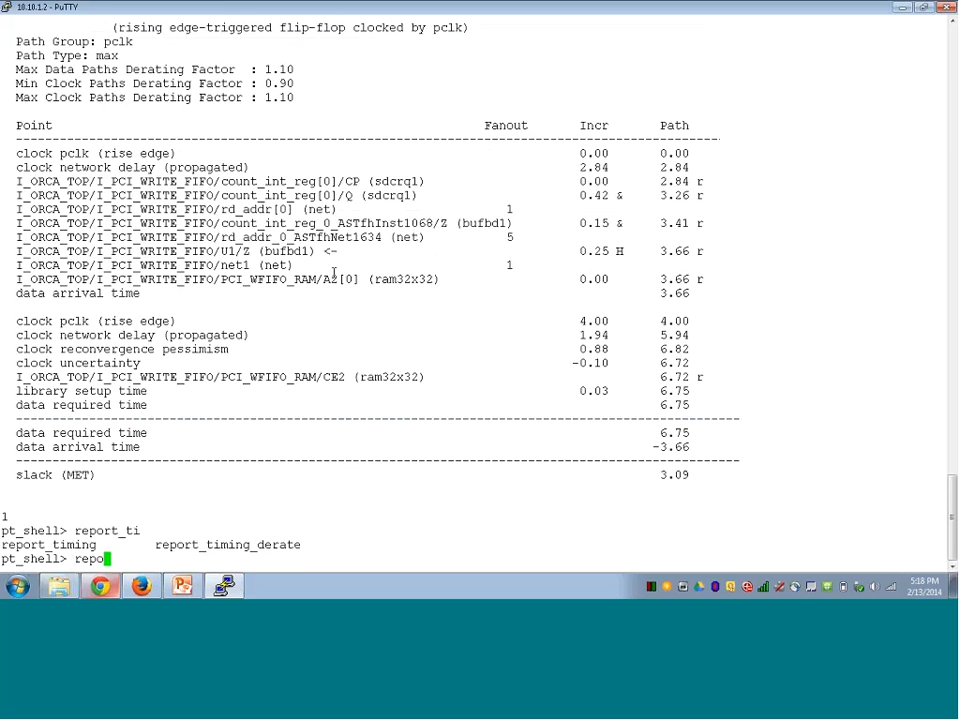 10.10.1.2 - PuTTY
(rising edge-triggered flip-flop clocked by pclk)
Path Group: pclk
Path Type: max
Max Data Paths Derating Factor : 1.10
Min Clock Paths Derating Factor : 0.90
Max Clock Paths Derating Factor : 1.10
Point Fanout Incr Path
---------------------------------------------------------------------------------------------
clock pclk (rise edge) 0.00 0.00
clock network delay (propagated) 2.84 2.84
I_ORCA_TOP/I_PCI_WRITE_FIFO/count_int_reg[0]/CP (sdcrq1) 0.00 2.84 r
I_ORCA_TOP/I_PCI_WRITE_FIFO/count_int_reg[0]/Q (sdcrq1) 0.42 & 3.26 r
I_ORCA_TOP/I_PCI_WRITE_FIFO/rd_addr[0] (net) 1
I_ORCA_TOP/I_PCI_WRITE_FIFO/count_int_reg_0_ASTfhInst1068/Z (bufbd1) 0.15 & 3.41 r
I_ORCA_TOP/I_PCI_WRITE_FIFO/rd_addr_0_ASTfhNet1634 (net) 5
I_ORCA_TOP/I_PCI_WRITE_FIFO/U1/Z (bufbd1) <- 0.25 H 3.66 r
I_ORCA_TOP/I_PCI_WRITE_FIFO/net1 (net) 1
I_ORCA_TOP/I_PCI_WRITE_FIFO/PCI_WFIFO_RAM/A2[0] (ram32x32) 0.00 3.66 r
data arrival time 3.66
clock pclk (rise edge) 4.00 4.00
clock network delay (propagated) 1.94 5.94
clock reconvergence pessimism 0.88 6.82
clock uncertainty -0.10 6.72
I_ORCA_TOP/I_PCI_WRITE_FIFO/PCI_WFIFO_RAM/CE2 (ram32x32) 6.72 r
library setup time 0.03 6.75
data required time 6.75
---------------------------------------------------------------------------------------------
data required time 6.75
data arrival time -3.66
---------------------------------------------------------------------------------------------
slack (MET) 3.09
1
pt_shell> report_ti
report_timing report_timing_derate
pt_shell> repo
5:18 PM
2/13/2014